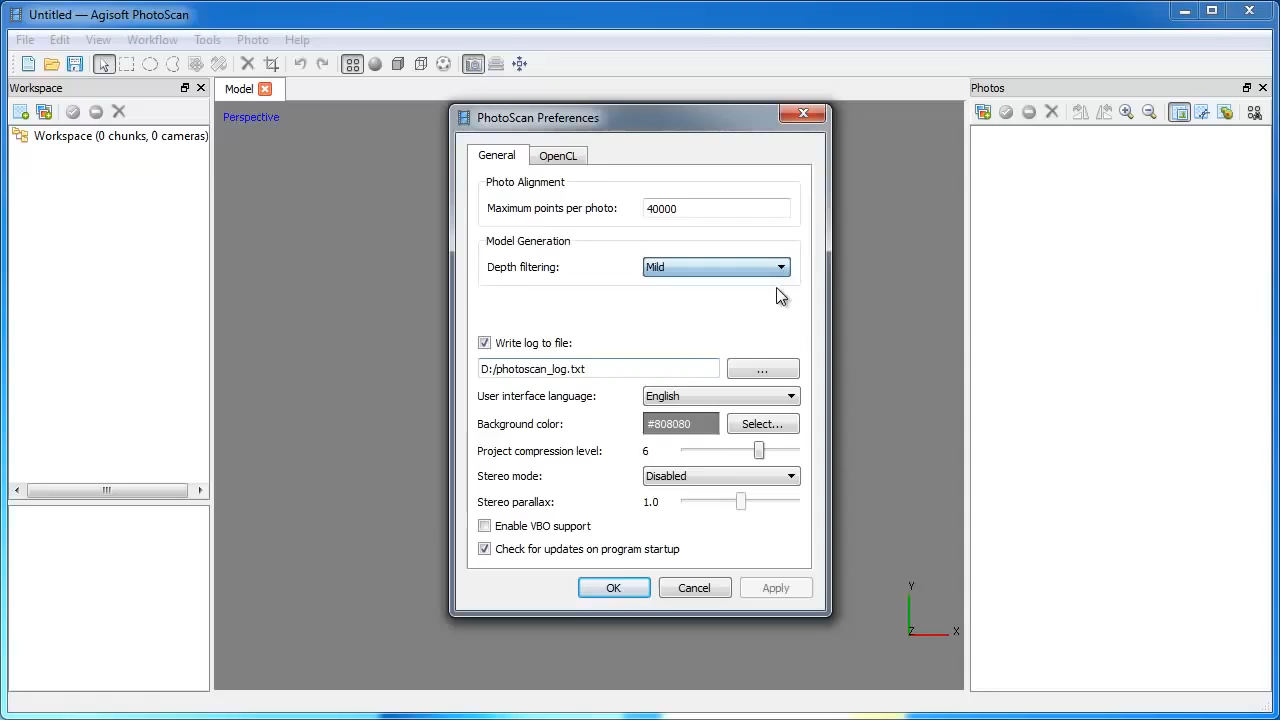 Untitled — Agisoft PhotoScan
File Edit View Workflow Tools Photo Help
Workspace
Model
Photos
Workspace (0 chunks, 0 cameras)
Perspective
PhotoScan Preferences
General OpenCL
Photo Alignment
Maximum points per photo: 40000
Model Generation
Depth filtering: Mild
Write log to file:
D:/photoscan_log.txt ...
User interface language: English
Background color: #808080 Select...
Project compression level: 6
Stereo mode: Disabled
Stereo parallax: 1.0
Enable VBO support
Check for updates on program startup
OK Cancel Apply
Y
Z X